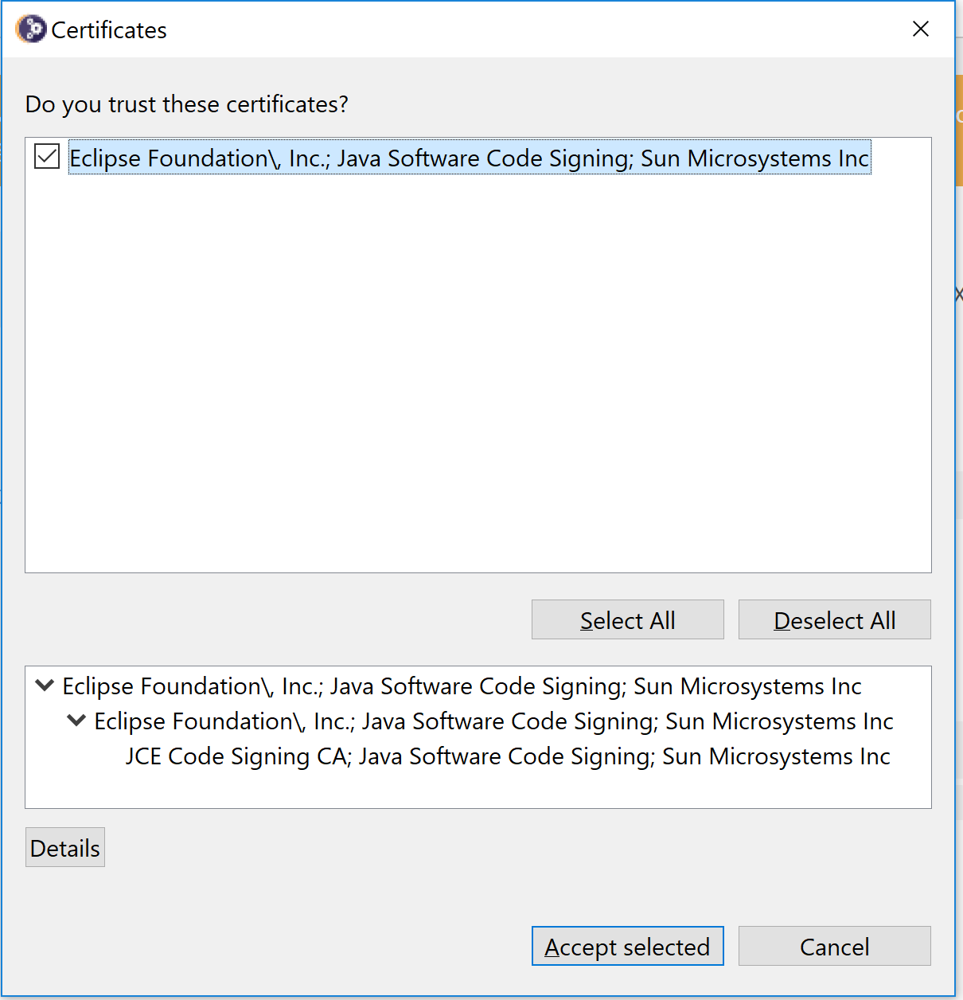 Certificates
Do you trust these certificates?
Eclipse Foundation\, Inc.; Java Software Code Signing; Sun Microsystems Inc
Select All
Deselect All
Eclipse Foundation\, Inc.; Java Software Code Signing; Sun Microsystems Inc
Eclipse Foundation\, Inc.; Java Software Code Signing; Sun Microsystems Inc
JCE Code Signing CA; Java Software Code Signing; Sun Microsystems Inc
Details
Accept selected
Cancel